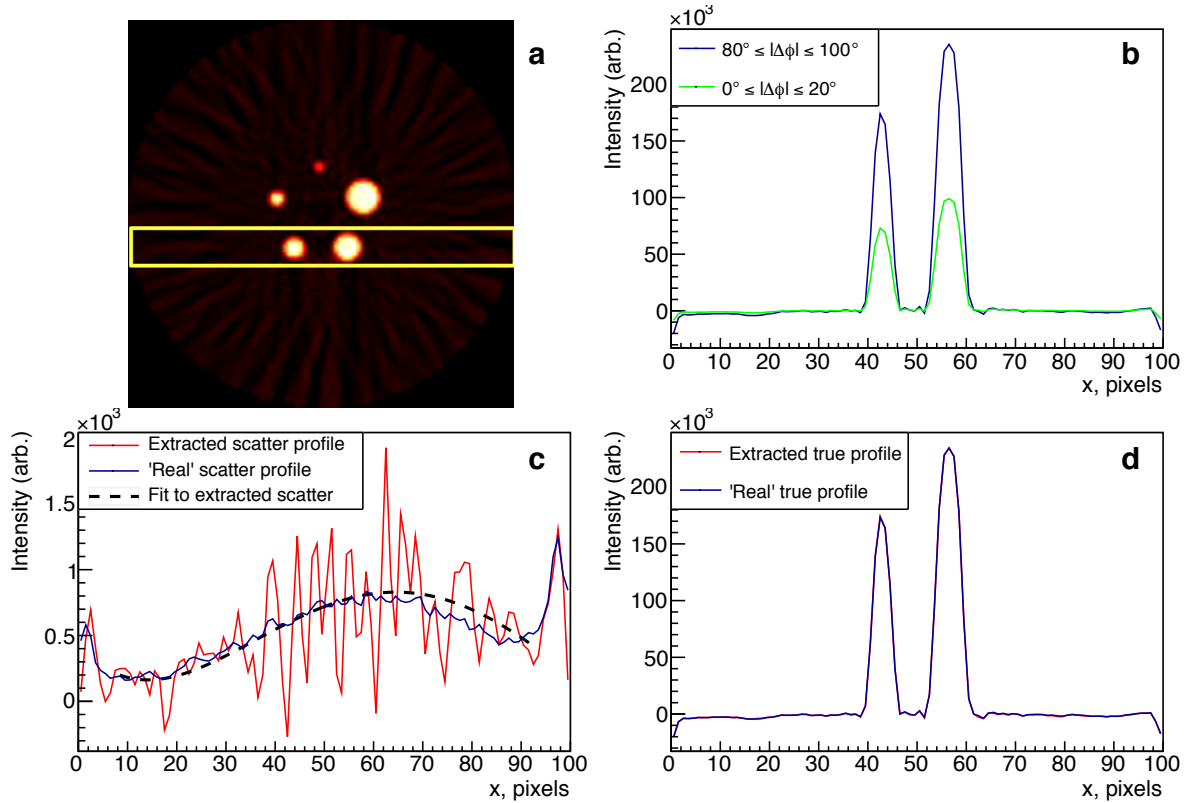 a
×10³
Intensity (arb.)
80° ≤ |Δϕ| ≤ 100°
0° ≤ |Δϕ| ≤ 20°
b
200
150
100
50
0
0 10 20 30 40 50 60 70 80 90 100
x, pixels
×10³
Intensity (arb.)
Extracted scatter profile
'Real' scatter profile
Fit to extracted scatter
c
2
1.5
1
0.5
0
0 10 20 30 40 50 60 70 80 90 100
x, pixels
×10³
Intensity (arb.)
Extracted true profile
'Real' true profile
d
200
150
100
50
0
0 10 20 30 40 50 60 70 80 90 100
x, pixels